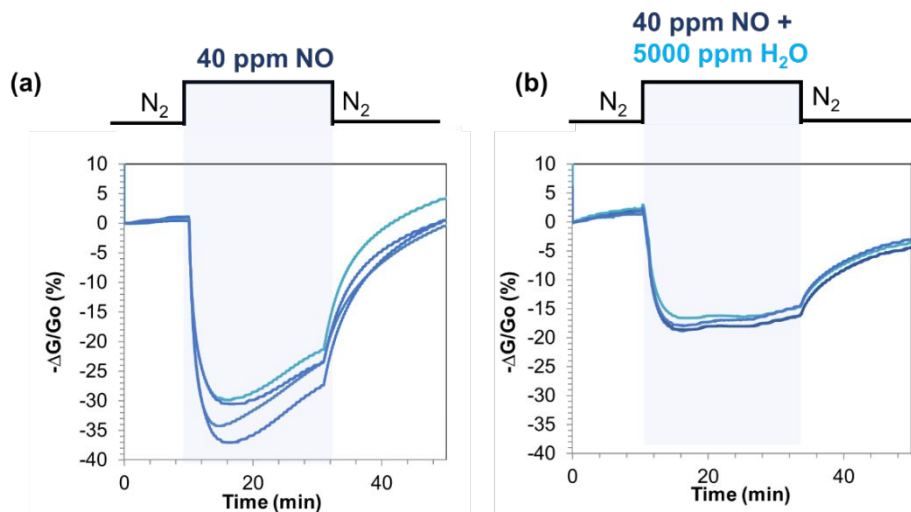 (a)
40 ppm NO
N₂
N₂
-ΔG/Go (%)
10
5
0
-5
-10
-15
-20
-25
-30
-35
-40
0
20
40
Time (min)
(b)
40 ppm NO +
5000 ppm H₂O
N₂
N₂
-ΔG/Go (%)
10
5
0
-5
-10
-15
-20
-25
-30
-35
-40
0
20
40
Time (min)